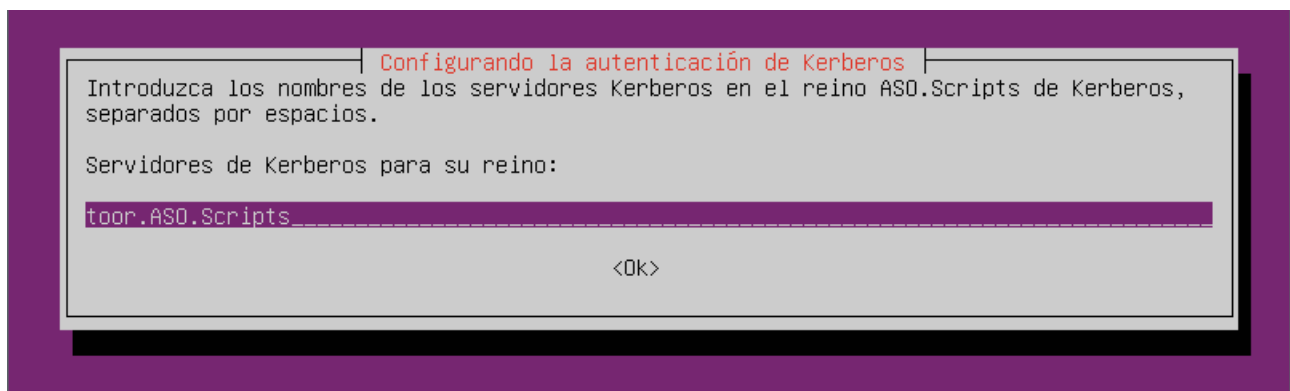 Configurando la autenticación de Kerberos
Introduzca los nombres de los servidores Kerberos en el reino ASO.Scripts de Kerberos,
separados por espacios.
Servidores de Kerberos para su reino:
toor.ASO.Scripts
<Ok>